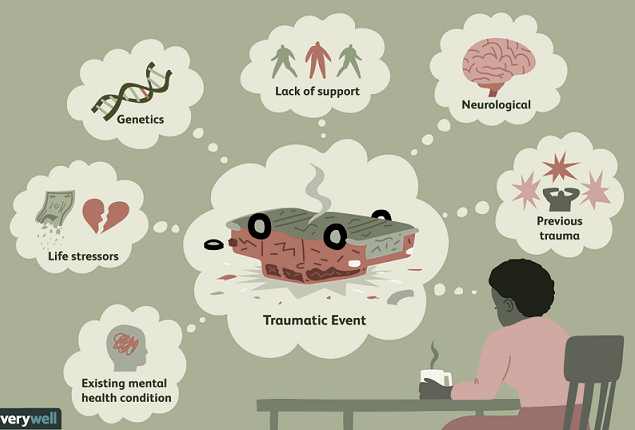 Lack of support
Neurological
Genetics
Previous
trauma
Life stressors
Traumatic Event
Existing mental
health condition
verywell